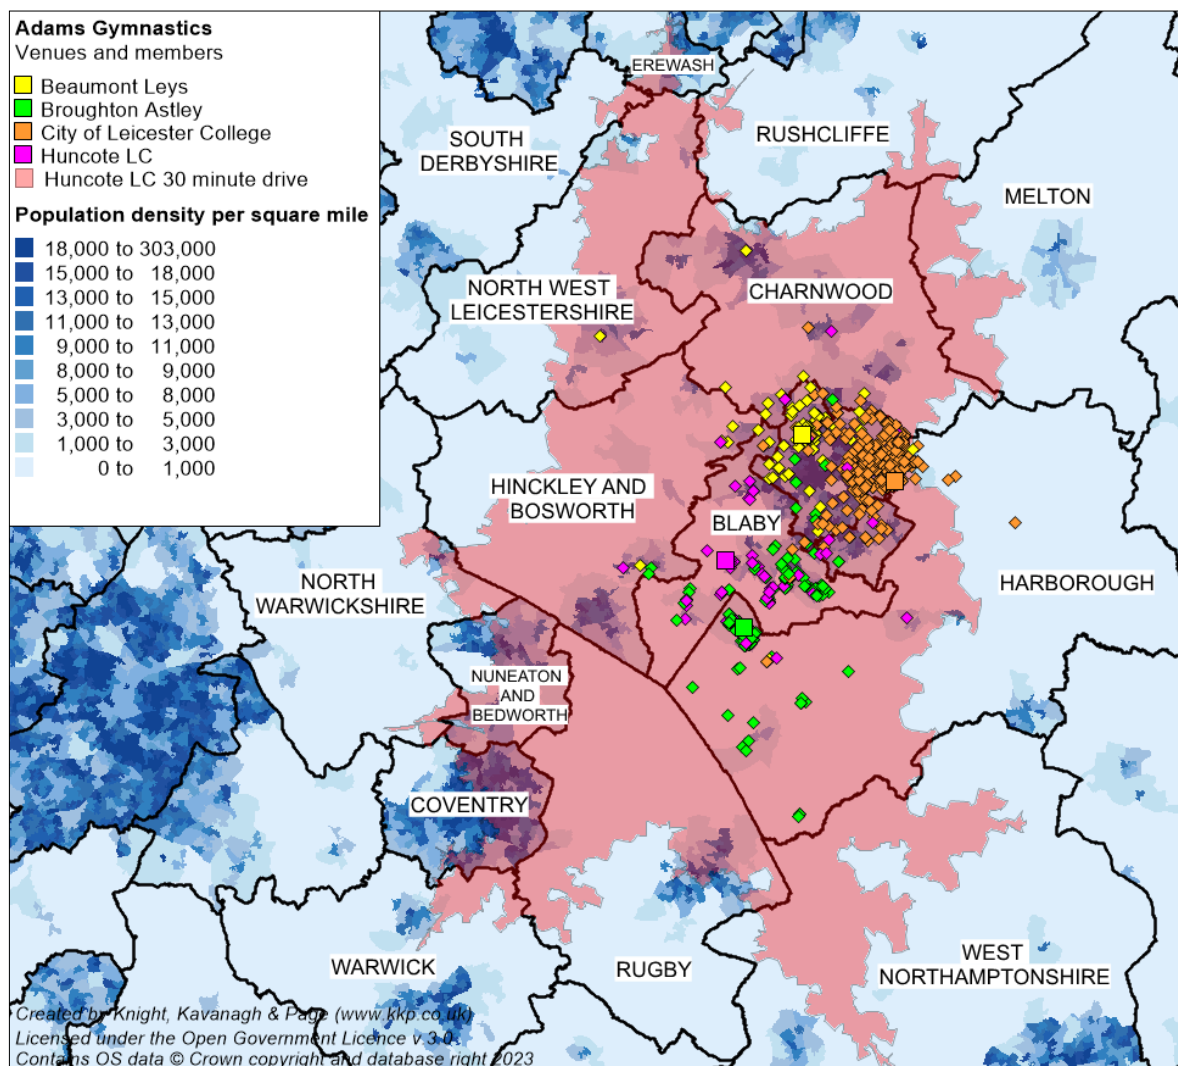 Adams Gymnastics
Venues and members
Beaumont Leys
Broughton Astley
City of Leicester College
Huncote LC
Huncote LC 30 minute drive
Population density per square mile
18,000 to 303,000
15,000 to 18,000
13,000 to 15,000
11,000 to 13,000
9,000 to 11,000
8,000 to 9,000
5,000 to 8,000
3,000 to 5,000
1,000 to 3,000
0 to 1,000
EREWASH
SOUTH
DERBYSHIRE
RUSHCLIFFE
MELTON
NORTH WEST
LEICESTERSHIRE
CHARNWOOD
HINCKLEY AND
BOSWORTH
BLABY
HARBOROUGH
NORTH
WARWICKSHIRE
NUNEATON
AND
BEDWORTH
COVENTRY
WARWICK
RUGBY
WEST
NORTHAMPTONSHIRE
Created by Knight, Kavanagh & Page (www.kkp.co.uk)
Licensed under the Open Government Licence v.3.0.
Contains OS data © Crown copyright and database right 2023